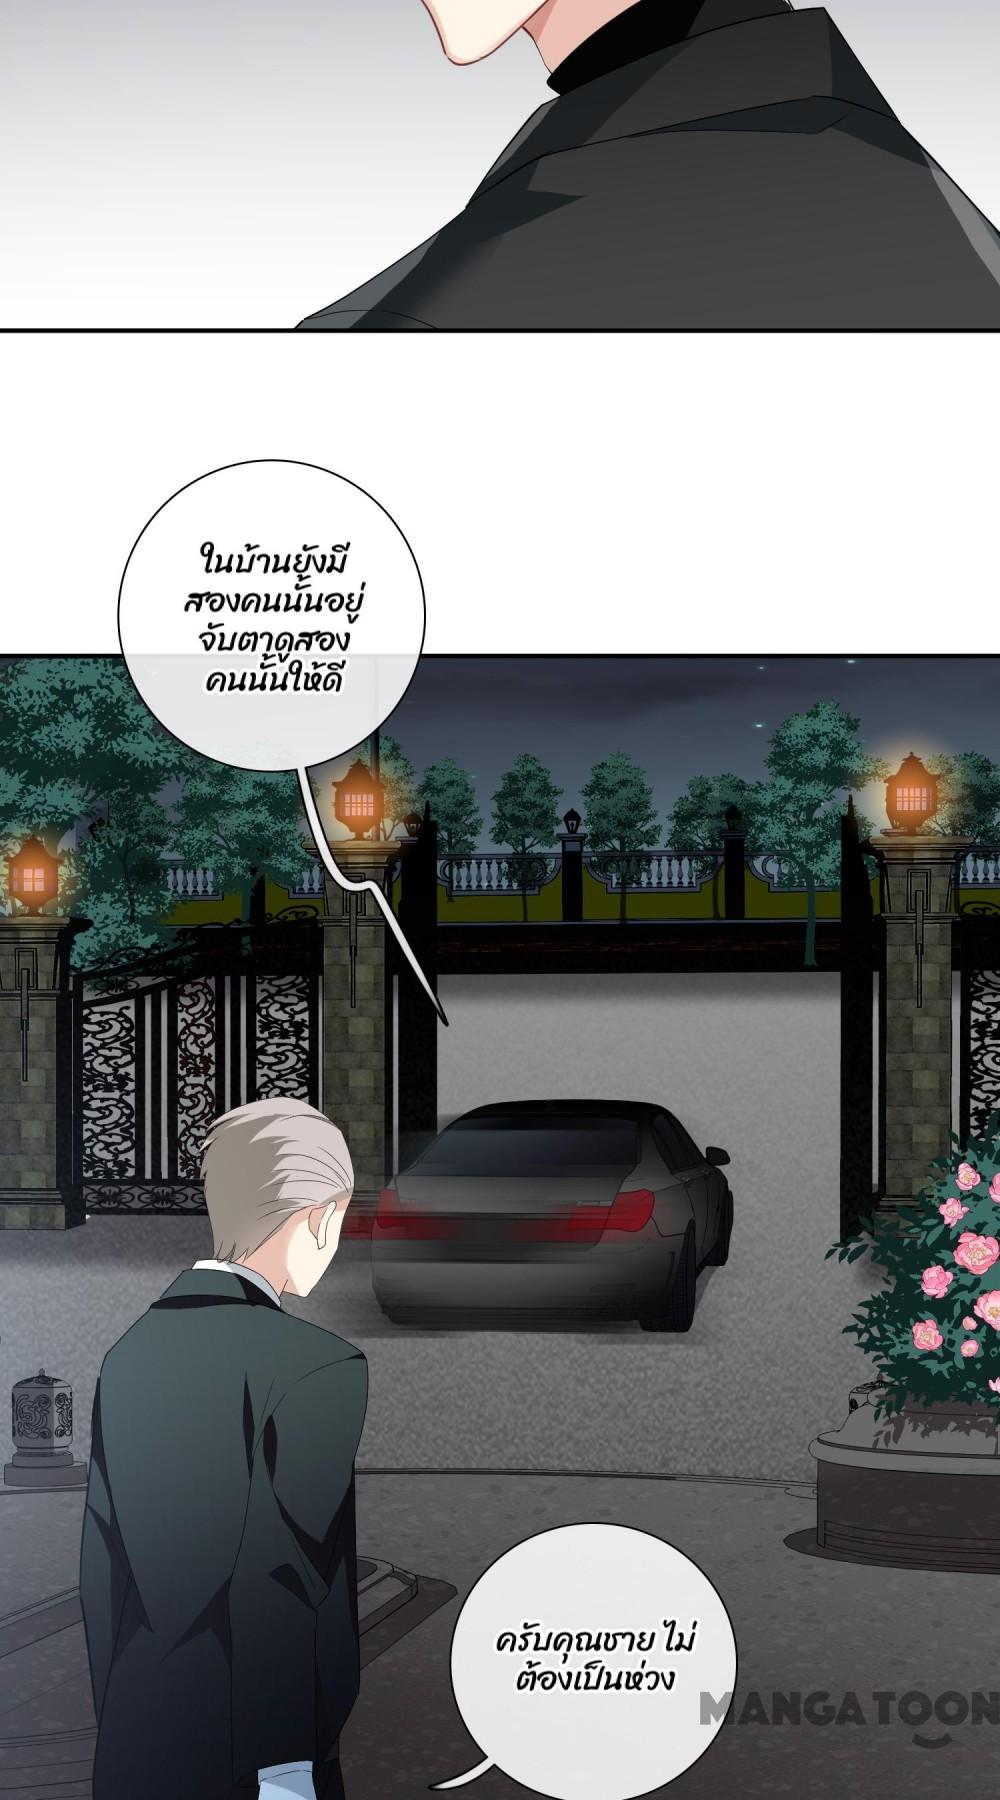 ในบ้านยังมี
สองคนนั้นอยู่
จับตาดูสอง
คนนั้นให้ดี
ครับคุณชาย ไม่
ต้องเป็นห่วง
MANGA TOON